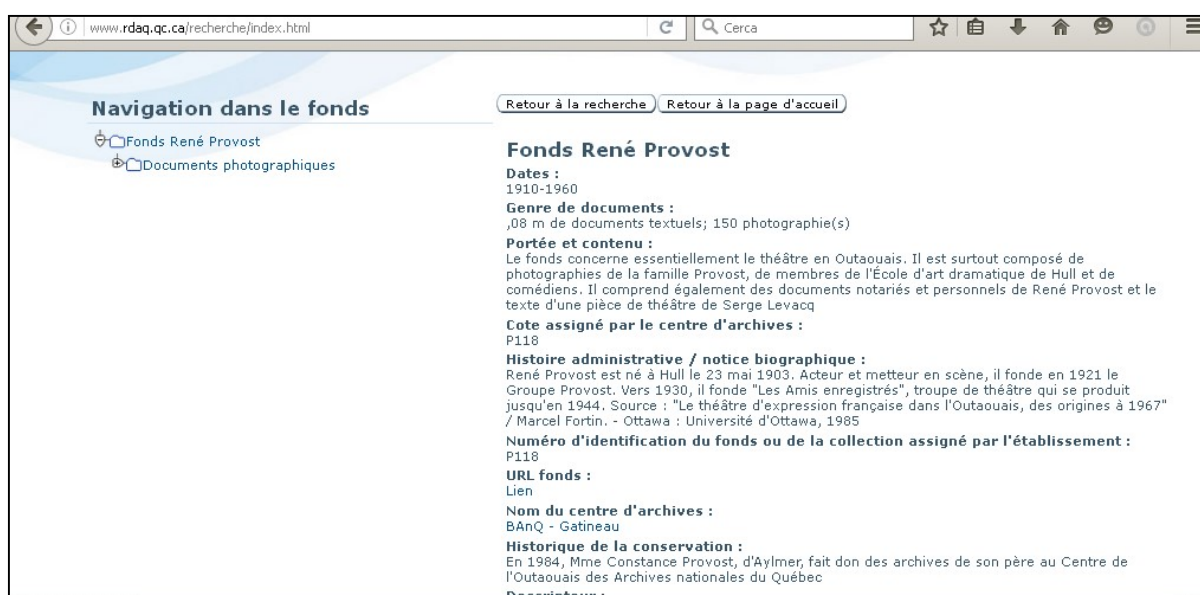 www.rdaq.qc.ca/recherche/index.html
Cerca
Navigation dans le fonds
Fonds René Provost
Documents photographiques
Retour à la recherche Retour à la page d'accueil
Fonds René Provost
Dates :
1910-1960
Genre de documents :
,08 m de documents textuels; 150 photographie(s)
Portée et contenu :
Le fonds concerne essentiellement le théâtre en Outaouais. Il est surtout composé de
photographies de la famille Provost, de membres de l'École d'art dramatique de Hull et de
comédiens. Il comprend également des documents notariés et personnels de René Provost et le
texte d'une pièce de théâtre de Serge Levacq
Cote assigné par le centre d'archives :
P118
Histoire administrative / notice biographique :
René Provost est né à Hull le 23 mai 1903. Acteur et metteur en scène, il fonde en 1921 le
Groupe Provost. Vers 1930, il fonde "Les Amis enregistrés", troupe de théâtre qui se produit
jusqu'en 1944. Source : "Le théâtre d'expression française dans l'Outaouais, des origines à 1967"
/ Marcel Fortin. - Ottawa : Université d'Ottawa, 1985
Numéro d'identification du fonds ou de la collection assigné par l'établissement :
P118
URL fonds :
Lien
Nom du centre d'archives :
BAnQ - Gatineau
Historique de la conservation :
En 1984, Mme Constance Provost, d'Aylmer, fait don des archives de son père au Centre de
l'Outaouais des Archives nationales du Québec
Descripteur :